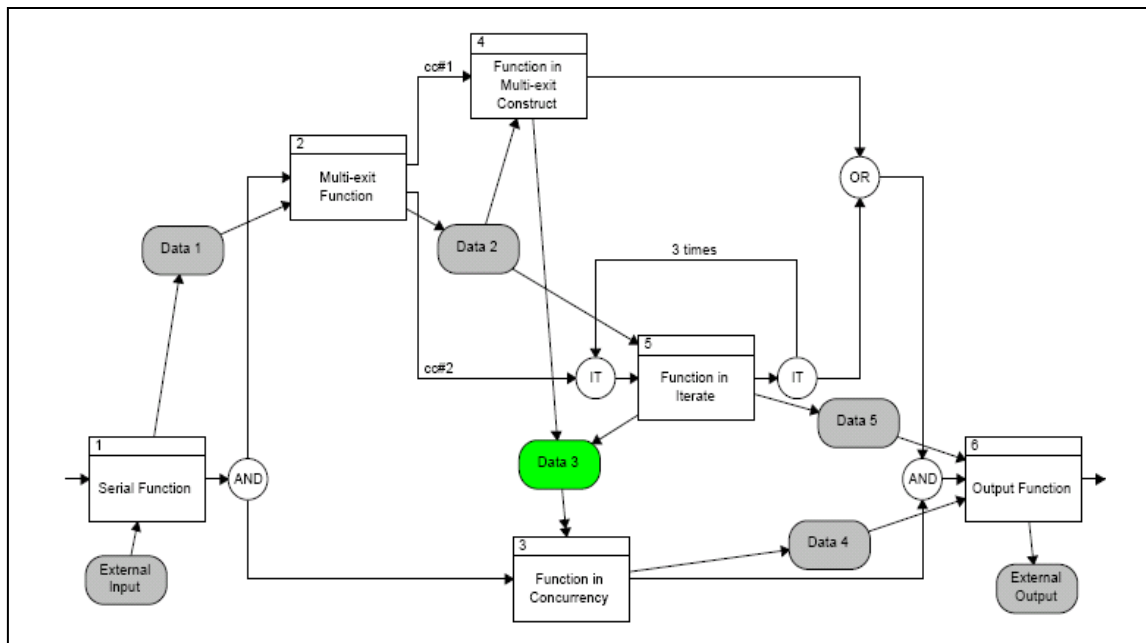 4
Function in
Multi-exit
Construct
cc#1
2
Multi-exit
Function
OR
Data 1
Data 2
3 times
5
Function in
Iterate
cc#2
IT
IT
Data 5
1
Serial Function
AND
Data 3
6
Output Function
AND
3
Function in
Concurrency
Data 4
External
Input
External
Output